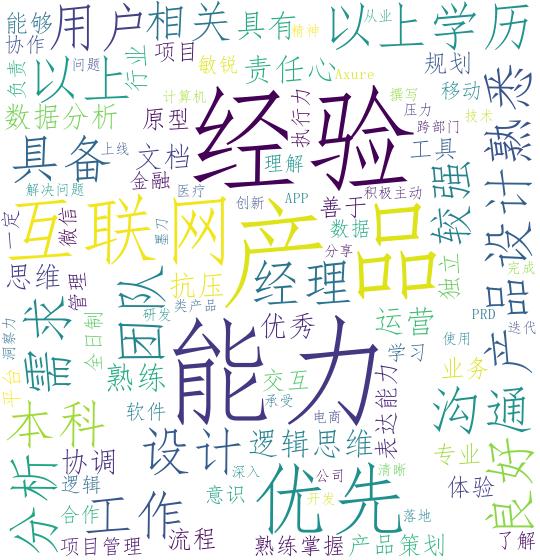 能够
用户
相关
具有
以上学历
协作
项目
精神
从业
负责
问题
以上
行业
敏锐
责任心
Axure
规划
熟悉
数据分析
计算机
原型
经验
执行力
撰写
移动
压力
跨部门
技术
具备
上线
文档
理解
工具
解决问题
金融
医疗
创新
APP
积极主动
较强
一定
微信
互联网
产品
善于
数据
产品设计
墨刀
分享
独立
思维
管理
抗压
经理
完成
洞察力
需求
团队
类产品
研发
优秀
运营
PRD
迭代
全日制
能力
学习
使用
平台
熟练
交互
表达能力
业务
本科
软件
承受
电商
沟通
分析
协调
设计
逻辑思维
专业
良好
逻辑
深入
公司
清晰
合作
工作
意识
优先
开发
落地
体验
项目管理
流程
熟练掌握
产品策划
了解